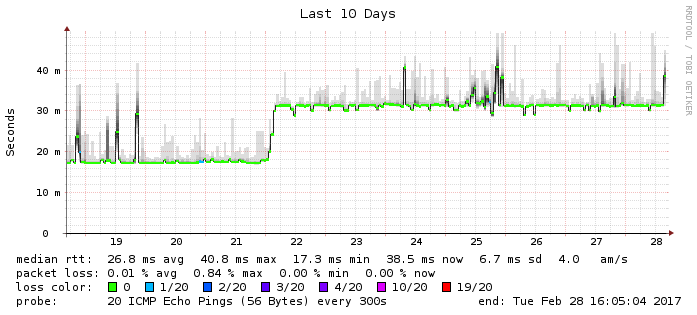 Last 10 Days
RRDTOOL / TOBI OETIKER
Seconds
40 m
30 m
20 m
10 m
0
19 20 21 22 23 24 25 26 27 28
median rtt: 26.8 ms avg 40.8 ms max 17.3 ms min 38.5 ms now 6.7 ms sd 4.0 am/s
packet loss: 0.01 % avg 0.84 % max 0.00 % min 0.00 % now
loss color: 0 1/20 2/20 3/20 4/20 10/20 19/20
probe: 20 ICMP Echo Pings (56 Bytes) every 300s end: Tue Feb 28 16:05:04 2017